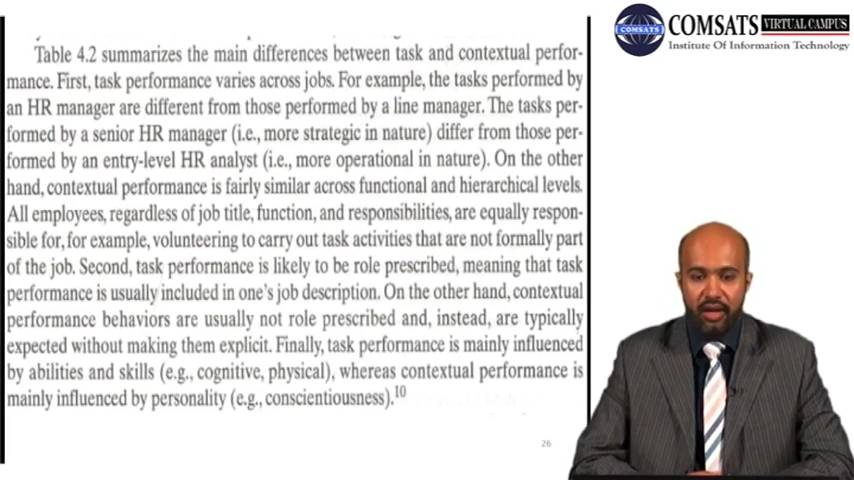 COMSATS VIRTUAL CAMPUS
COMSATS
Institute Of Information Technology
Table 4.2 summarizes the main differences between task and contextual perfor-
mance. First, task performance varies across jobs. For example, the tasks performed by
an HR manager are different from those performed by a line manager. The tasks per-
formed by a senior HR manager (i.e., more strategic in nature) differ from those per-
formed by an entry-level HR analyst (i.e., more operational in nature). On the other
hand, contextual performance is fairly similar across functional and hierarchical levels.
All employees, regardless of job title, function, and responsibilities, are equally respon-
sible for, for example, volunteering to carry out task activities that are not formally part
of the job. Second, task performance is likely to be role prescribed, meaning that task
performance is usually included in one's job description. On the other hand, contextual
performance behaviors are usually not role prescribed and, instead, are typically
expected without making them explicit. Finally, task performance is mainly influenced
by abilities and skills (e.g., cognitive, physical), whereas contextual performance is
mainly influenced by personality (e.g., conscientiousness).10
26